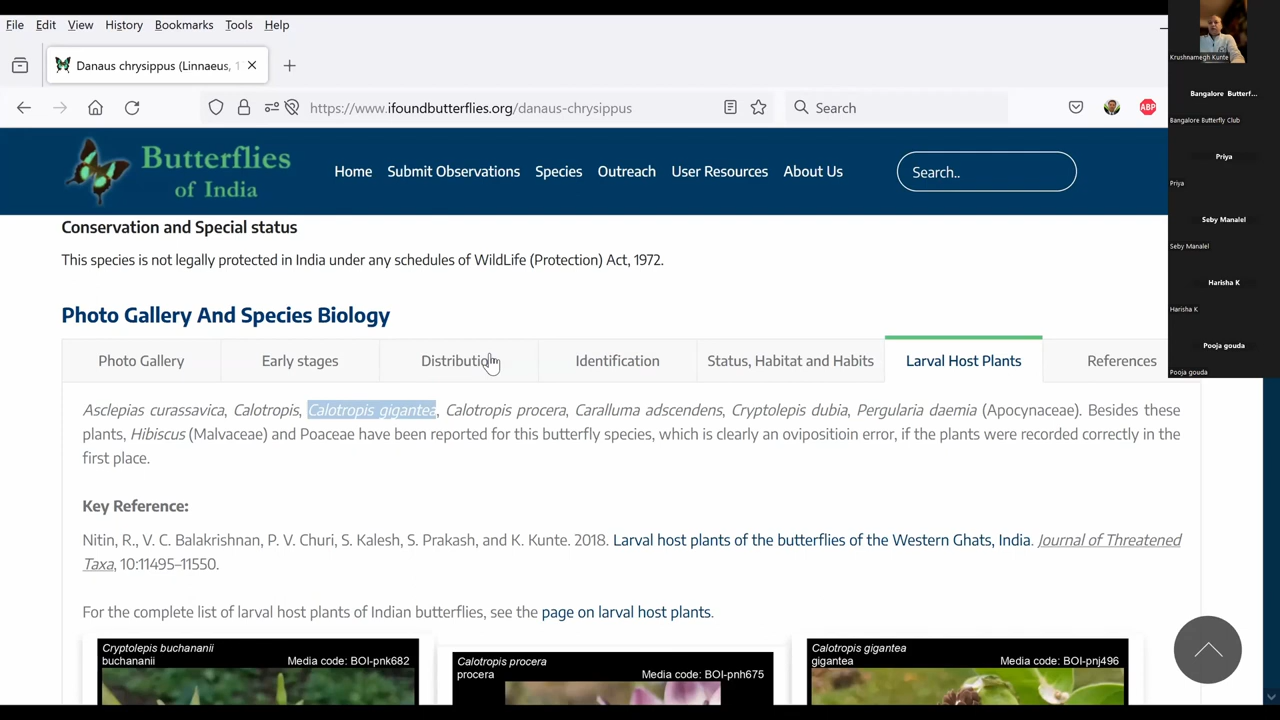 File Edit View History Bookmarks Tools Help
Danaus chrysippus (Linnaeus, 1
https://www.ifoundbutterflies.org/danaus-chrysippus
Search
ABP
Butterflies
of India
Home Submit Observations Species Outreach User Resources About Us
Search..
Krushnamegh Kunte
Bangalore Butterf...
Bangalore Butterfly Club
Priya
Priya
Seby Manalel
Seby Manalel
Harisha K
Harisha K
Pooja gouda
Pooja gouda
Conservation and Special status
This species is not legally protected in India under any schedules of WildLife (Protection) Act, 1972.
Photo Gallery And Species Biology
Photo Gallery Early stages Distribution Identification Status, Habitat and Habits Larval Host Plants References
Asclepias curassavica, Calotropis, Calotropis gigantea, Calotropis procera, Caralluma adscendens, Cryptolepis dubia, Pergularia daemia (Apocynaceae). Besides these
plants, Hibiscus (Malvaceae) and Poaceae have been reported for this butterfly species, which is clearly an ovipositioin error, if the plants were recorded correctly in the
first place.
Key Reference:
Nitin, R., V. C. Balakrishnan, P. V. Churi, S. Kalesh, S. Prakash, and K. Kunte. 2018. Larval host plants of the butterflies of the Western Ghats, India. Journal of Threatened
Taxa, 10:11495–11550.
For the complete list of larval host plants of Indian butterflies, see the page on larval host plants.
Cryptolepis buchananii
buchananii Media code: BOI-pnk682
Calotropis procera
procera Media code: BOI-pnh675
Calotropis gigantea
gigantea Media code: BOI-pnj496